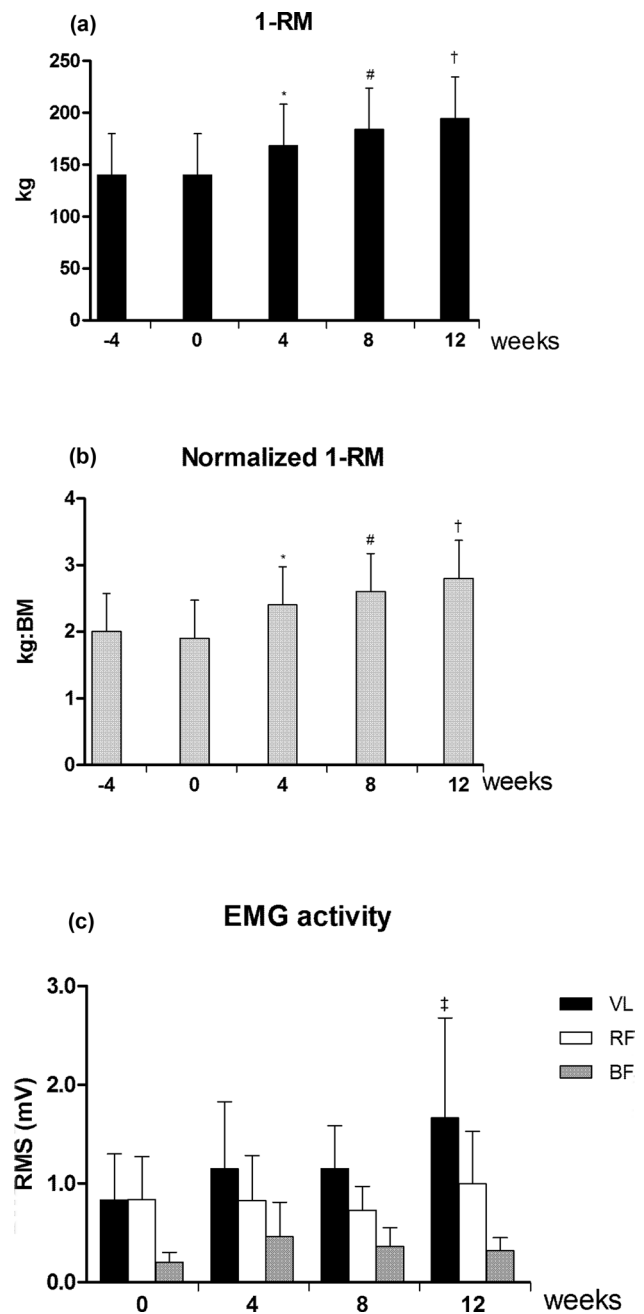 (a) 1-RM
250
200
150
100
50
0
kg
* # †
-4 0 4 8 12 weeks
(b) Normalized 1-RM
4
3
2
1
0
kg:BM
* # †
-4 0 4 8 12 weeks
(c) EMG activity
3.0
2.0
1.0
0.0
RMS (mV)
‡
VL
RF
BF
0 4 8 12 weeks